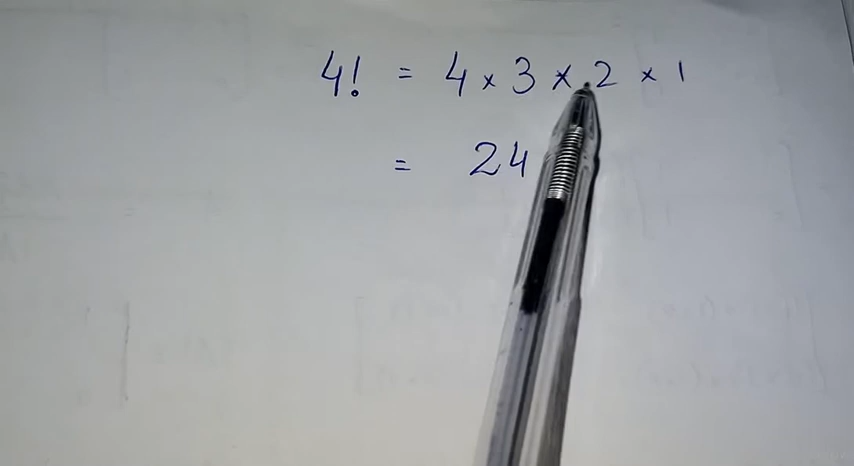 4! = 4 × 3 × 2 × 1
= 24